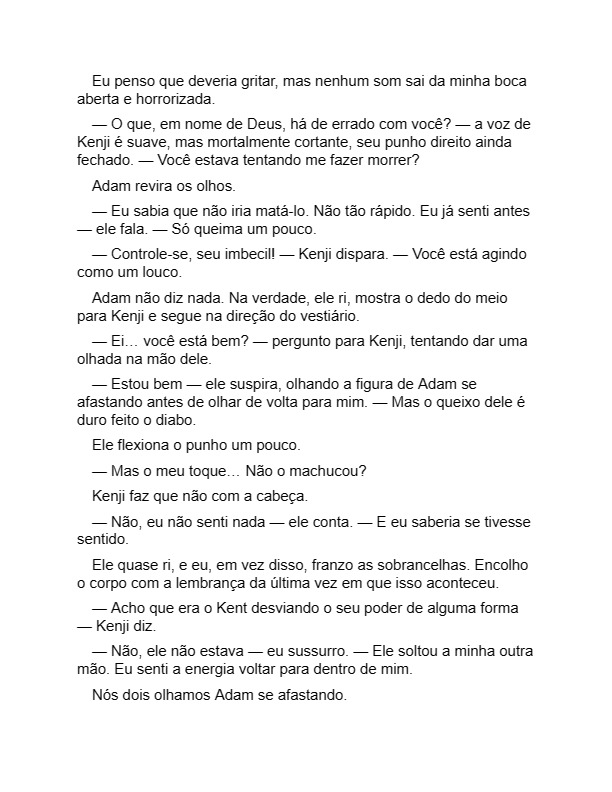 Eu penso que deveria gritar, mas nenhum som sai da minha boca
aberta e horrorizada.
— O que, em nome de Deus, há de errado com você? — a voz de
Kenji é suave, mas mortalmente cortante, seu punho direito ainda
fechado. — Você estava tentando me fazer morrer?
Adam revira os olhos.
— Eu sabia que não iria matá-lo. Não tão rápido. Eu já senti antes
— ele fala. — Só queima um pouco.
— Controle-se, seu imbecil! — Kenji dispara. — Você está agindo
como um louco.
Adam não diz nada. Na verdade, ele ri, mostra o dedo do meio
para Kenji e segue na direção do vestiário.
— Ei… você está bem? — pergunto para Kenji, tentando dar uma
olhada na mão dele.
— Estou bem — ele suspira, olhando a figura de Adam se
afastando antes de olhar de volta para mim. — Mas o queixo dele é
duro feito o diabo.
Ele flexiona o punho um pouco.
— Mas o meu toque… Não o machucou?
Kenji faz que não com a cabeça.
— Não, eu não senti nada — ele conta. — E eu saberia se tivesse
sentido.
Ele quase ri, e eu, em vez disso, franzo as sobrancelhas. Encolho
o corpo com a lembrança da última vez em que isso aconteceu.
— Acho que era o Kent desviando o seu poder de alguma forma
— Kenji diz.
— Não, ele não estava — eu sussurro. — Ele soltou a minha outra
mão. Eu senti a energia voltar para dentro de mim.
Nós dois olhamos Adam se afastando.